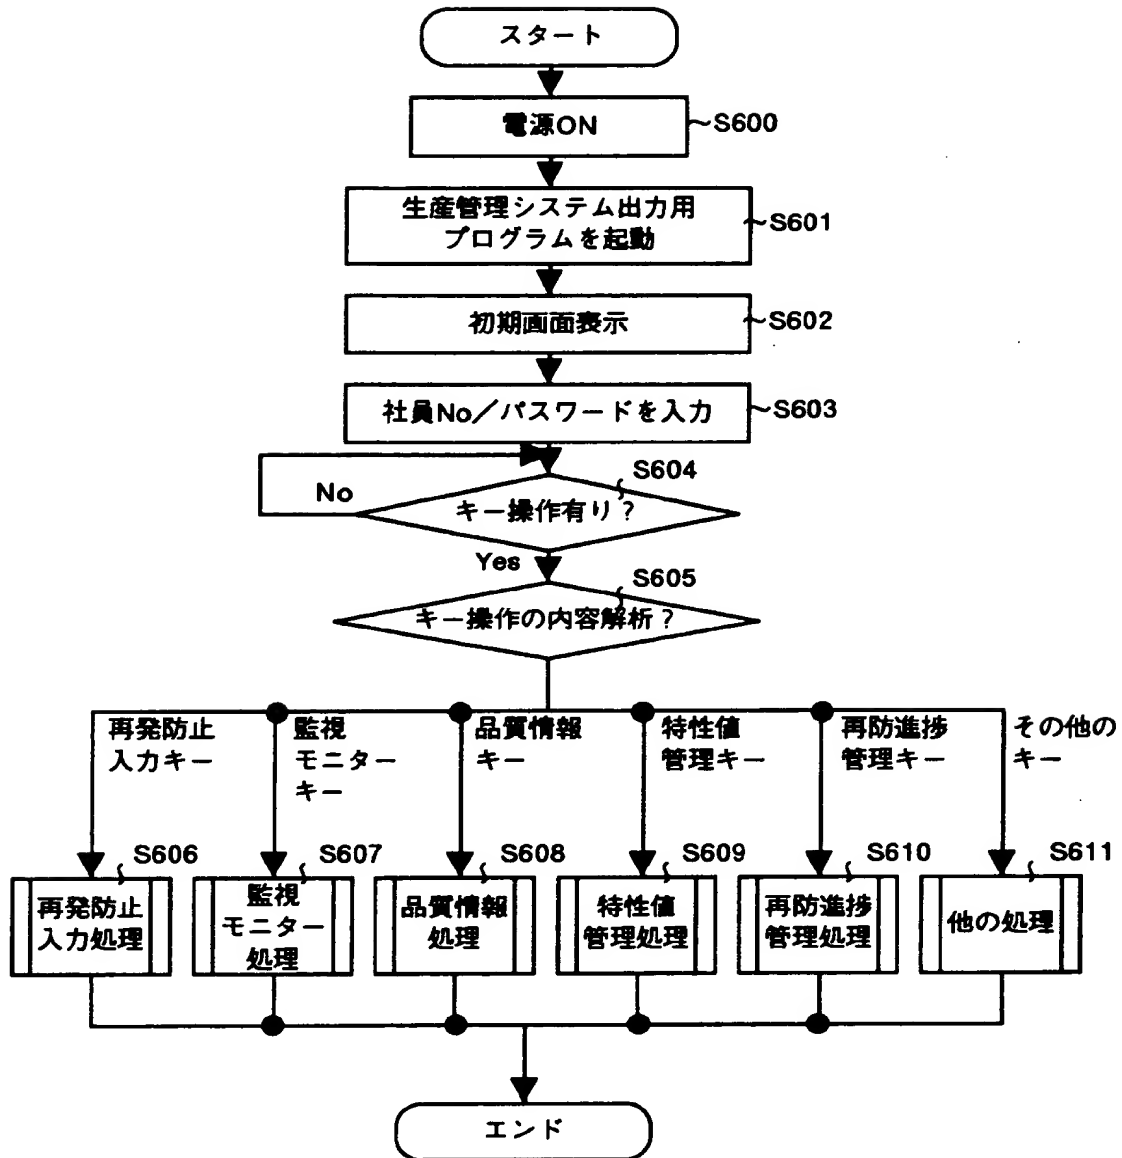 スタート
電源ON
S600
生産管理システム出力用
プログラムを起動
S601
初期画面表示
S602
社員No／パスワードを入力
S603
S604
No
キー操作有り？
Yes
S605
キー操作の内容解析？
再発防止
入力キー
監視
モニター
キー
品質情報
キー
特性値
管理キー
再防進捗
管理キー
その他の
キー
S606
S607
S608
S609
S610
S611
再発防止
入力処理
監視
モニター
処理
品質情報
処理
特性値
管理処理
再防進捗
管理処理
他の処理
エンド